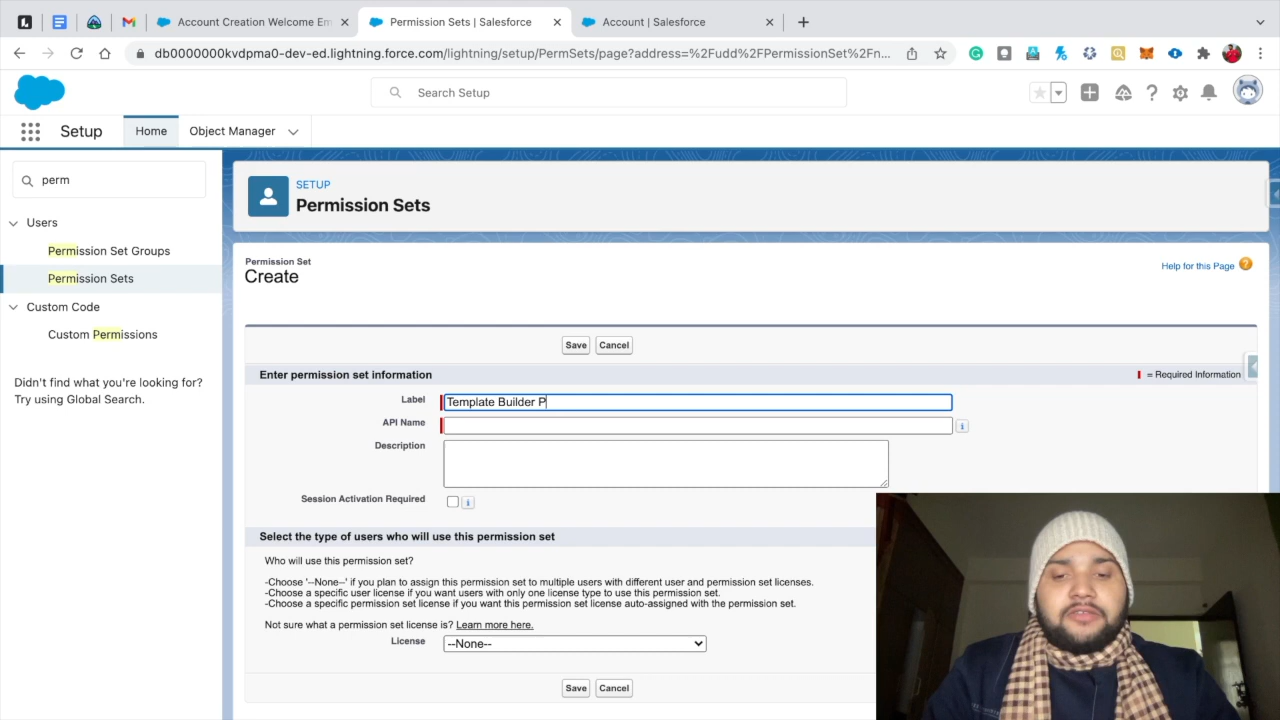 Account Creation Welcome Em
Permission Sets | Salesforce
Account | Salesforce
db0000000kvdpma0-dev-ed.lightning.force.com/lightning/setup/PermSets/page?address=%2Fudd%2FPermissionSet%2Fn...
Search Setup
Setup
Home
Object Manager
perm
SETUP
Permission Sets
Users
Permission Set Groups
Permission Sets
Custom Code
Custom Permissions
Didn't find what you're looking for?
Try using Global Search.
Permission Set
Create
Help for this Page
Save
Cancel
Enter permission set information
= Required Information
Label
Template Builder P
API Name
Description
Session Activation Required
Select the type of users who will use this permission set
Who will use this permission set?
-Choose '--None--' if you plan to assign this permission set to multiple users with different user and permission set licenses.
-Choose a specific user license if you want users with only one license type to use this permission set.
-Choose a specific permission set license if you want this permission set license auto-assigned with the permission set.
Not sure what a permission set license is? Learn more here.
License
--None--
Save
Cancel